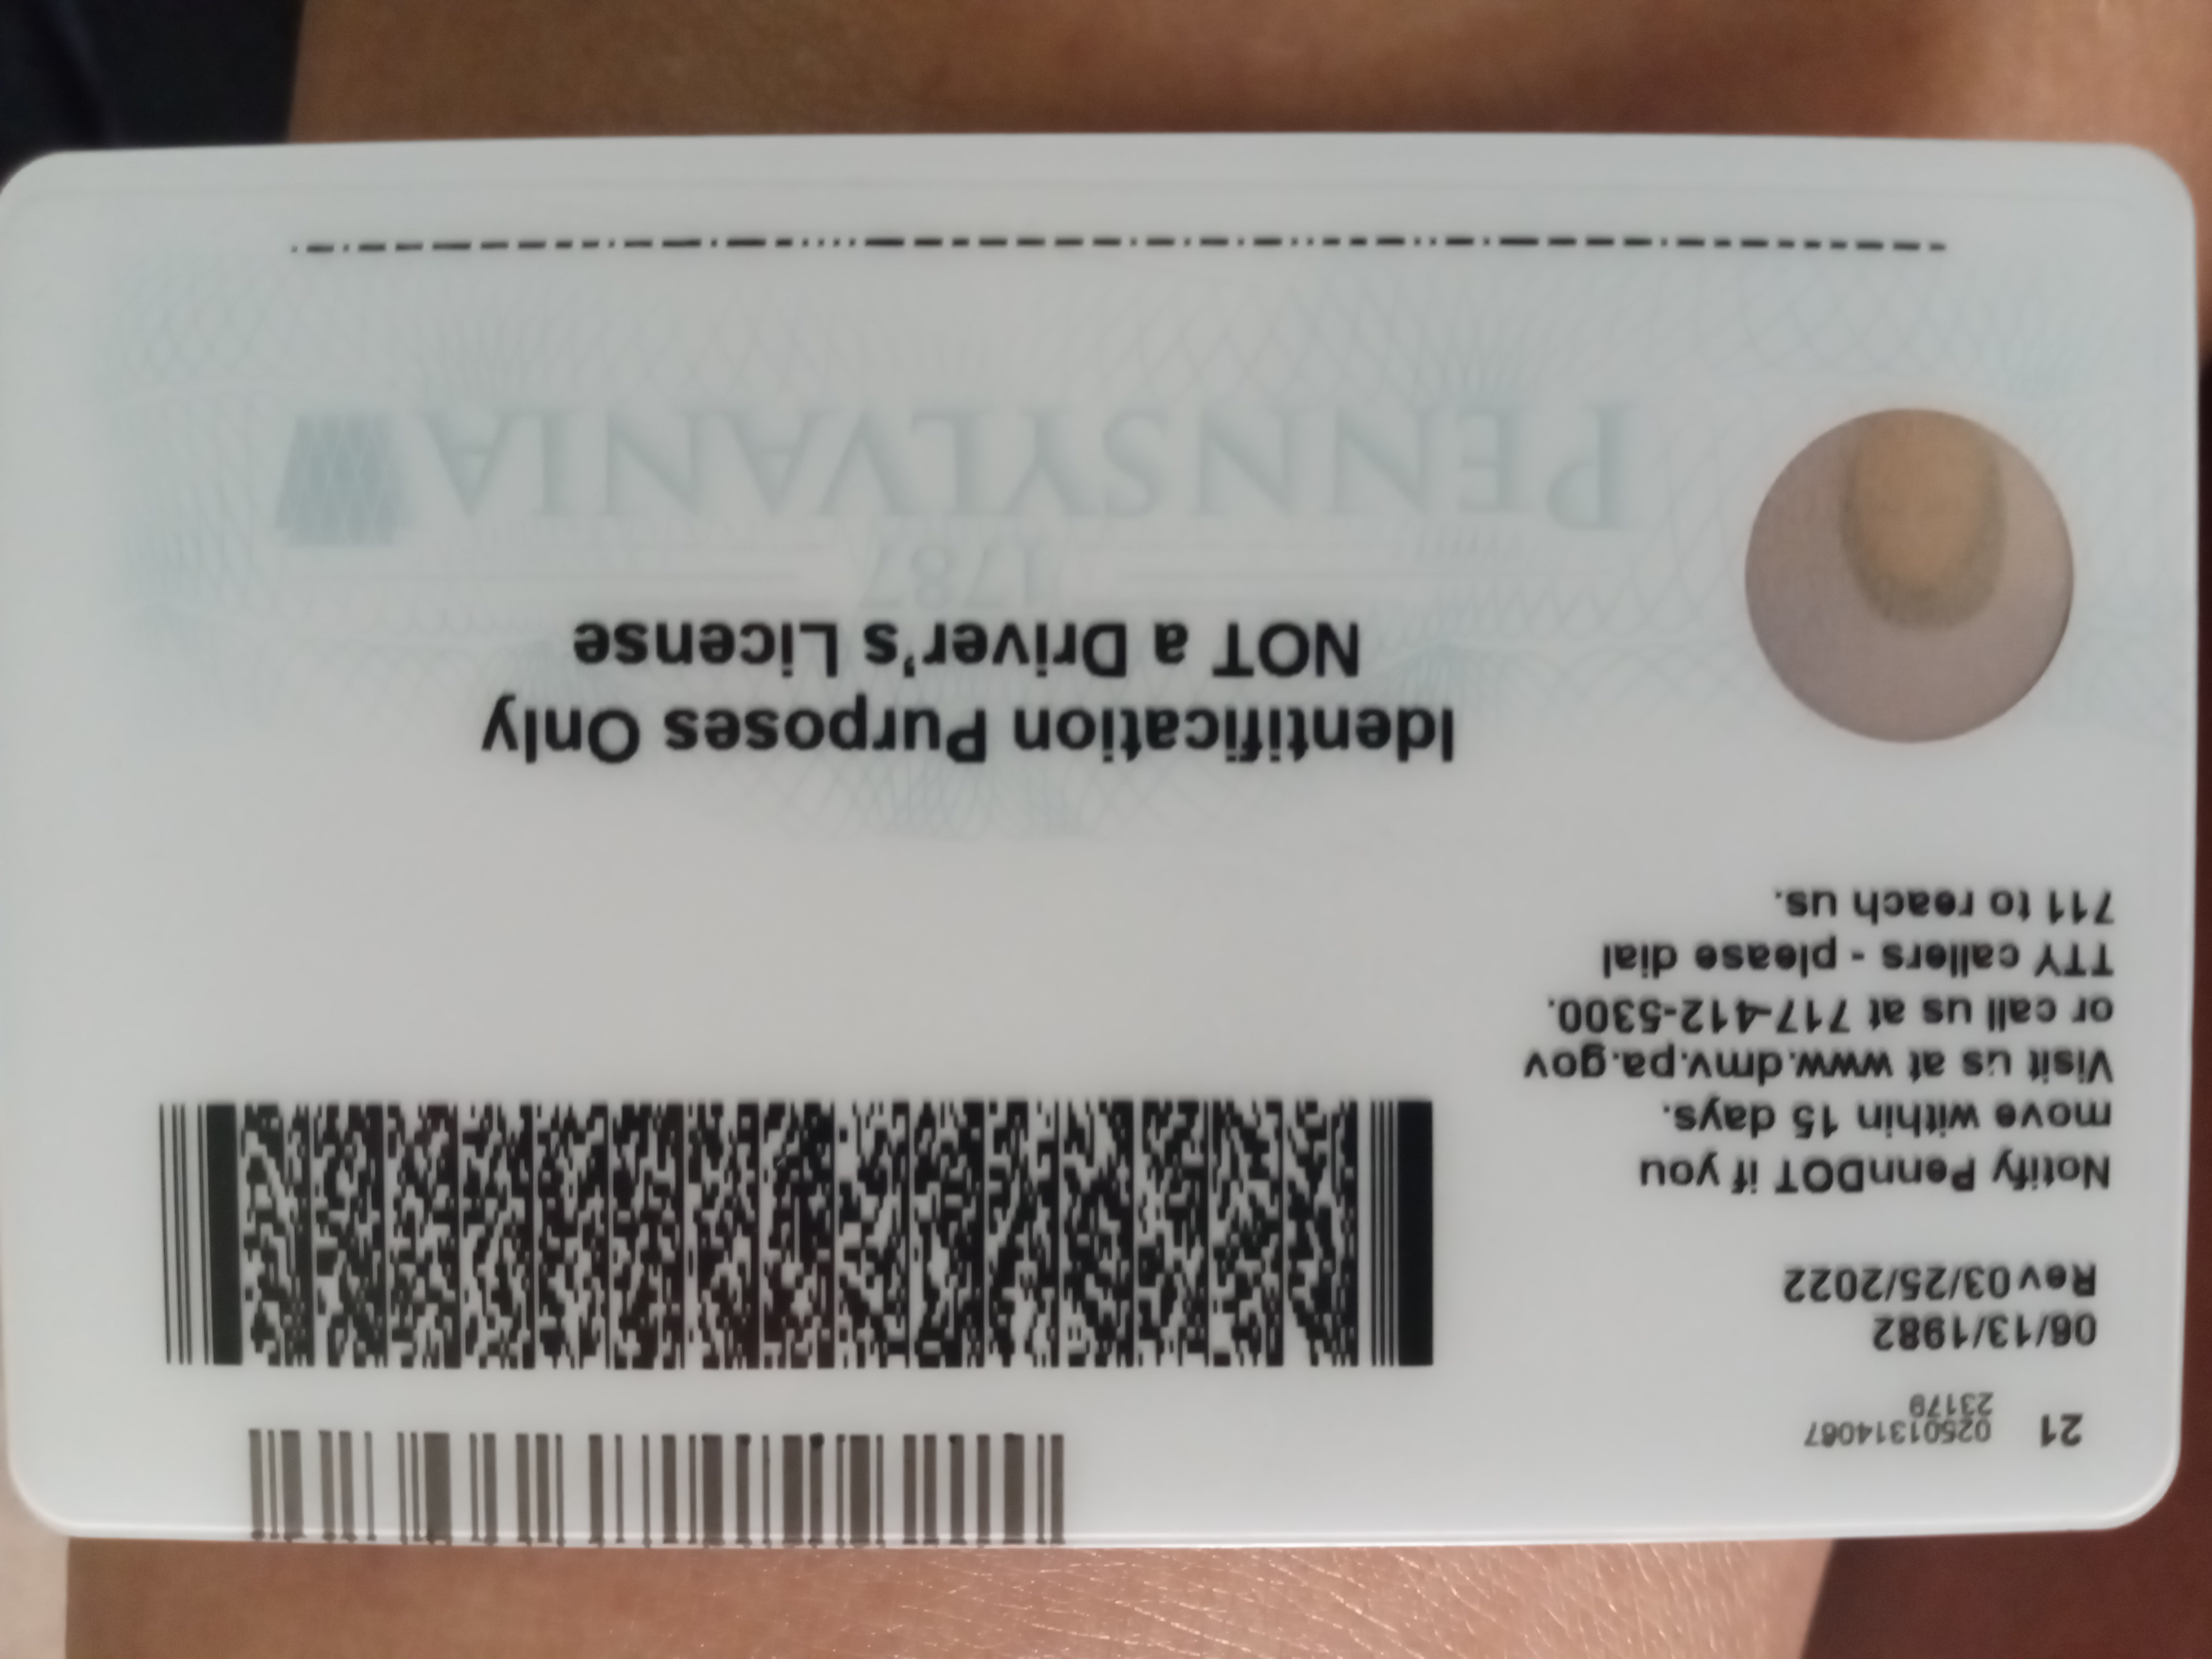 21 02501314067
23179
06/13/1982
Rev 03/25/2022
Notify PennDOT if you
move within 15 days.
Visit us at www.dmv.pa.gov
or call us at 717-412-5300.
TTY callers - please dial
711 to reach us.
Identification Purposes Only
NOT a Driver's License
1787
PENNSYLVANIA